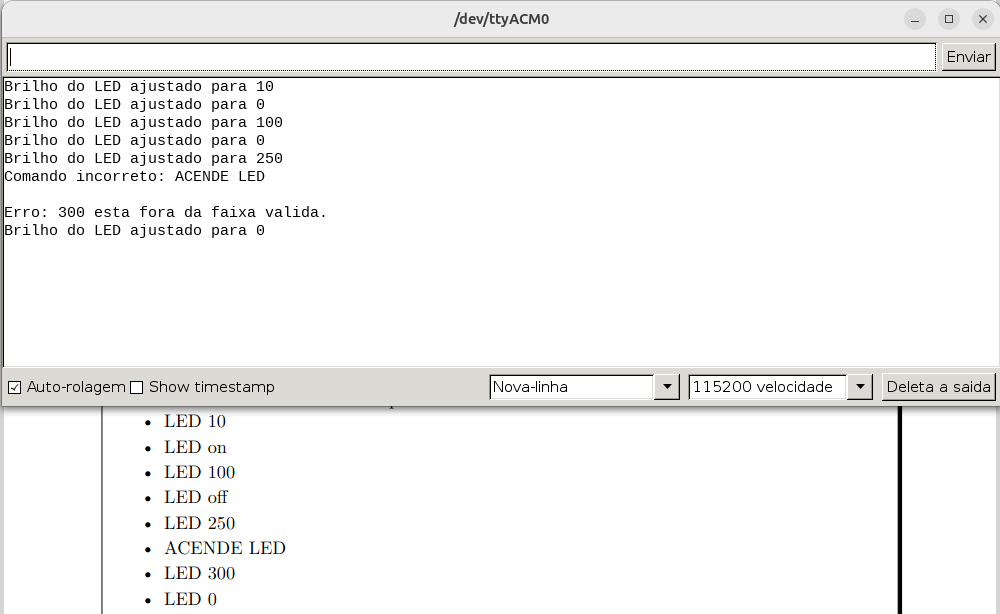 /dev/ttyACM0
Enviar
Brilho do LED ajustado para 10
Brilho do LED ajustado para 0
Brilho do LED ajustado para 100
Brilho do LED ajustado para 0
Brilho do LED ajustado para 250
Comando incorreto: ACENDE LED
Erro: 300 esta fora da faixa valida.
Brilho do LED ajustado para 0
Auto-rolagem Show timestamp Nova-linha 115200 velocidade Deleta a saida
• LED 10
• LED on
• LED 100
• LED off
• LED 250
• ACENDE LED
• LED 300
• LED 0